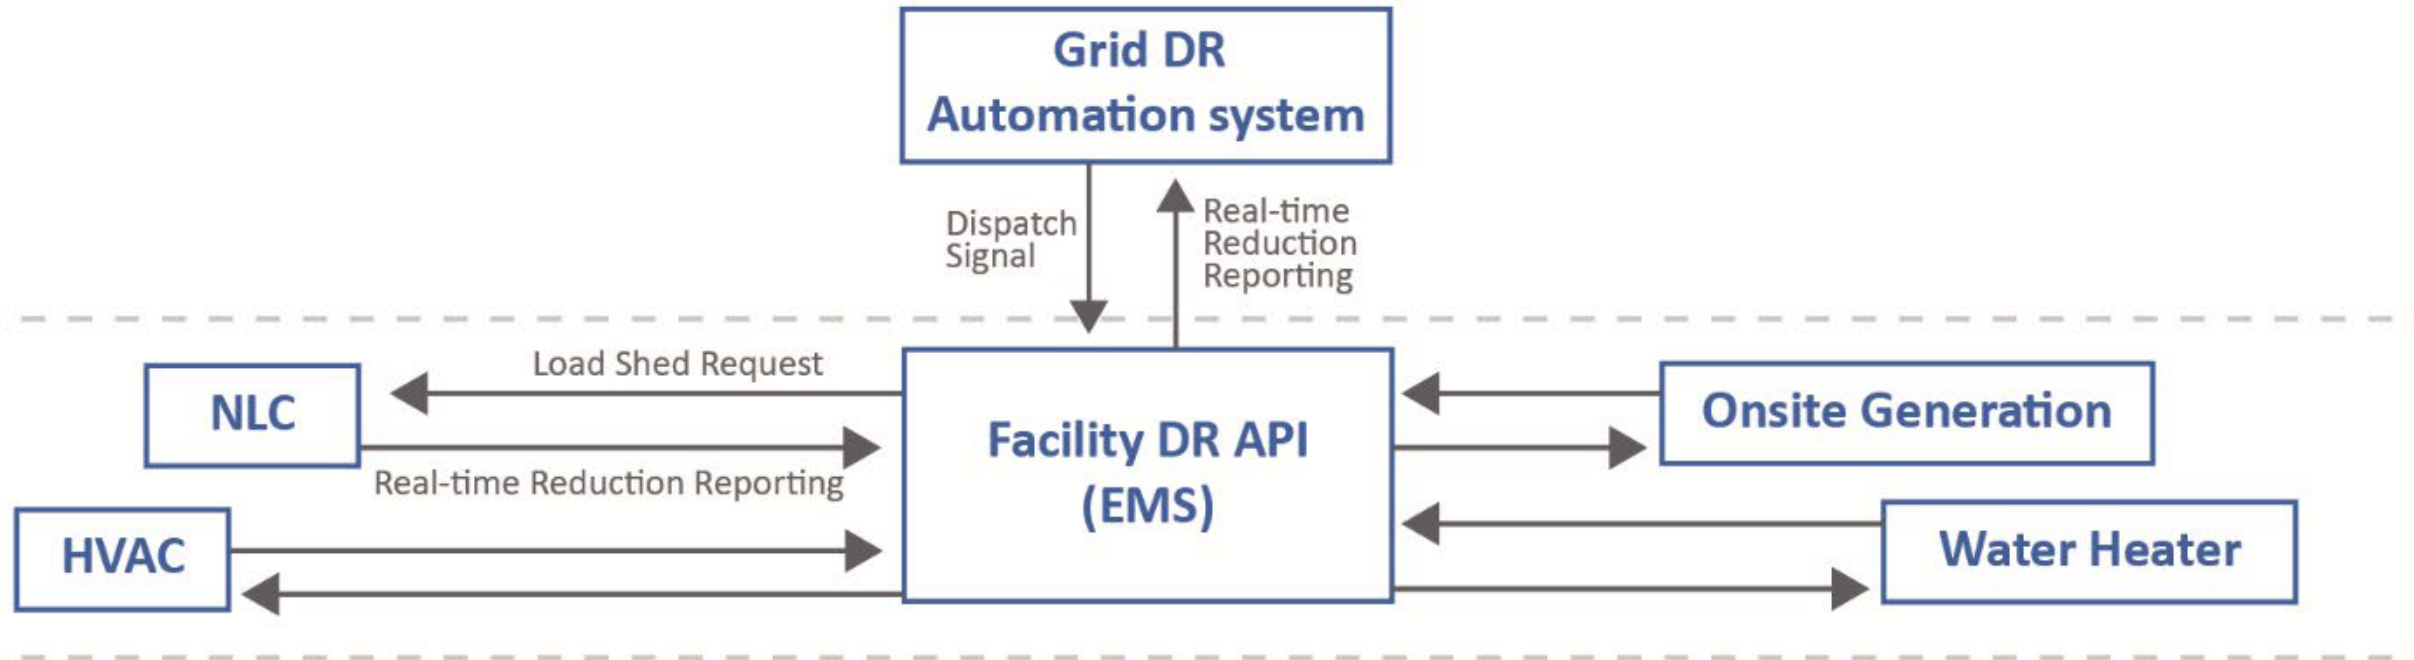 Grid DR
Automation system
Dispatch
Signal
Real-time
Reduction
Reporting
Load Shed Request
NLC
Real-time Reduction Reporting
HVAC
Facility DR API
(EMS)
Onsite Generation
Water Heater